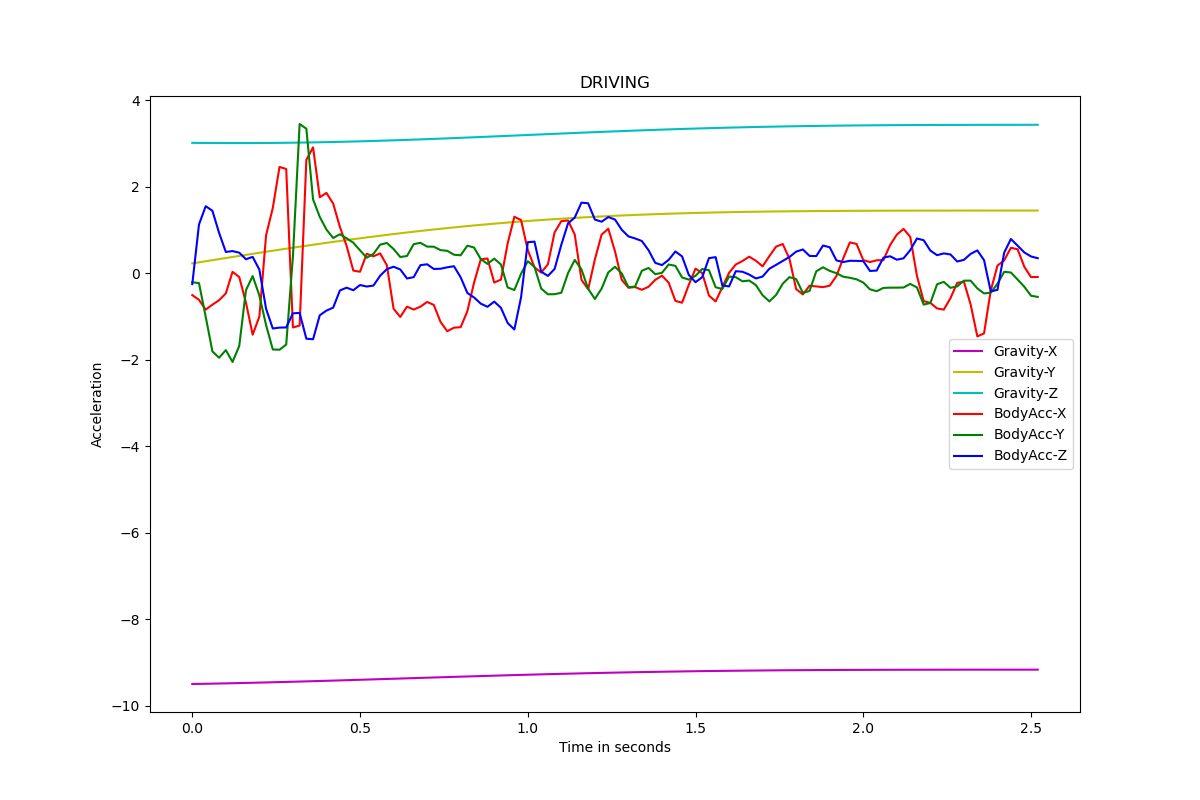 DRIVING
4
2
0
−2
−4
−6
−8
−10
Acceleration
Gravity-X
Gravity-Y
Gravity-Z
BodyAcc-X
BodyAcc-Y
BodyAcc-Z
0.0 0.5 1.0 1.5 2.0 2.5
Time in seconds